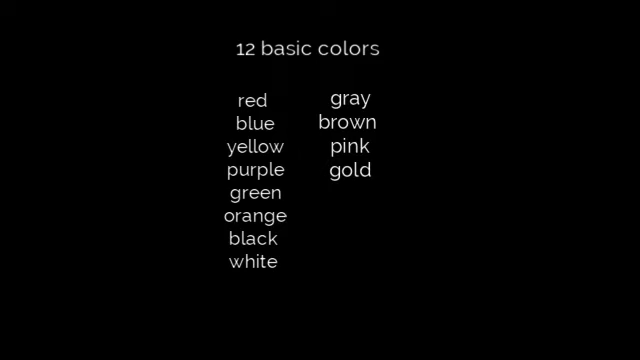 12 basic colors
red
blue
yellow
purple
green
orange
black
white
gray
brown
pink
gold